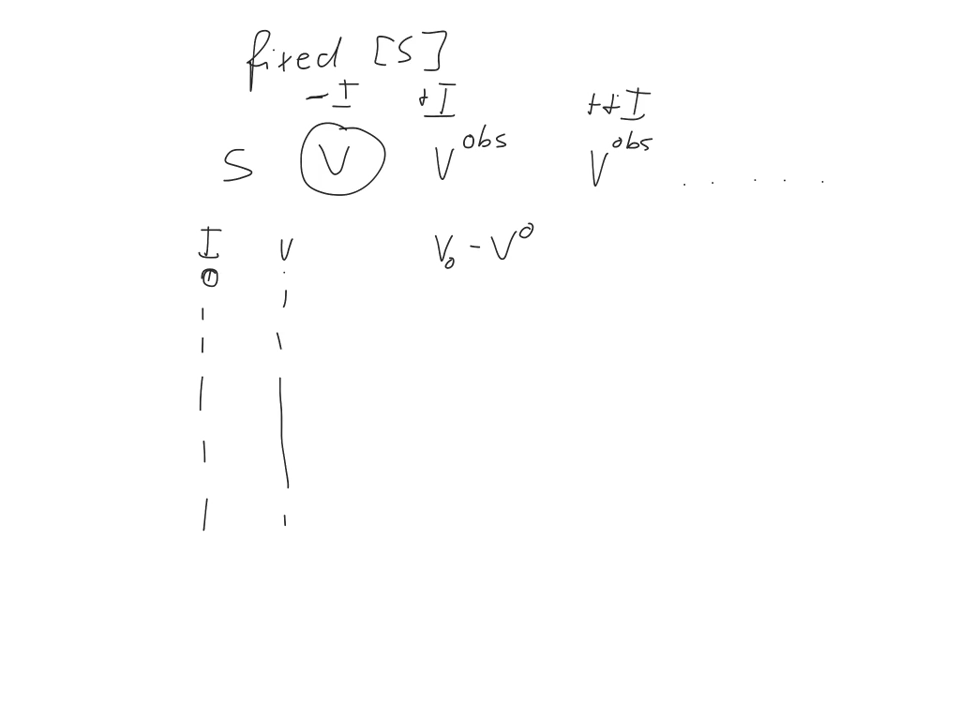 fixed [S]
-I +I ++I
S V V^obs V^obs . . . . .
I V V₀ - V⁰
0